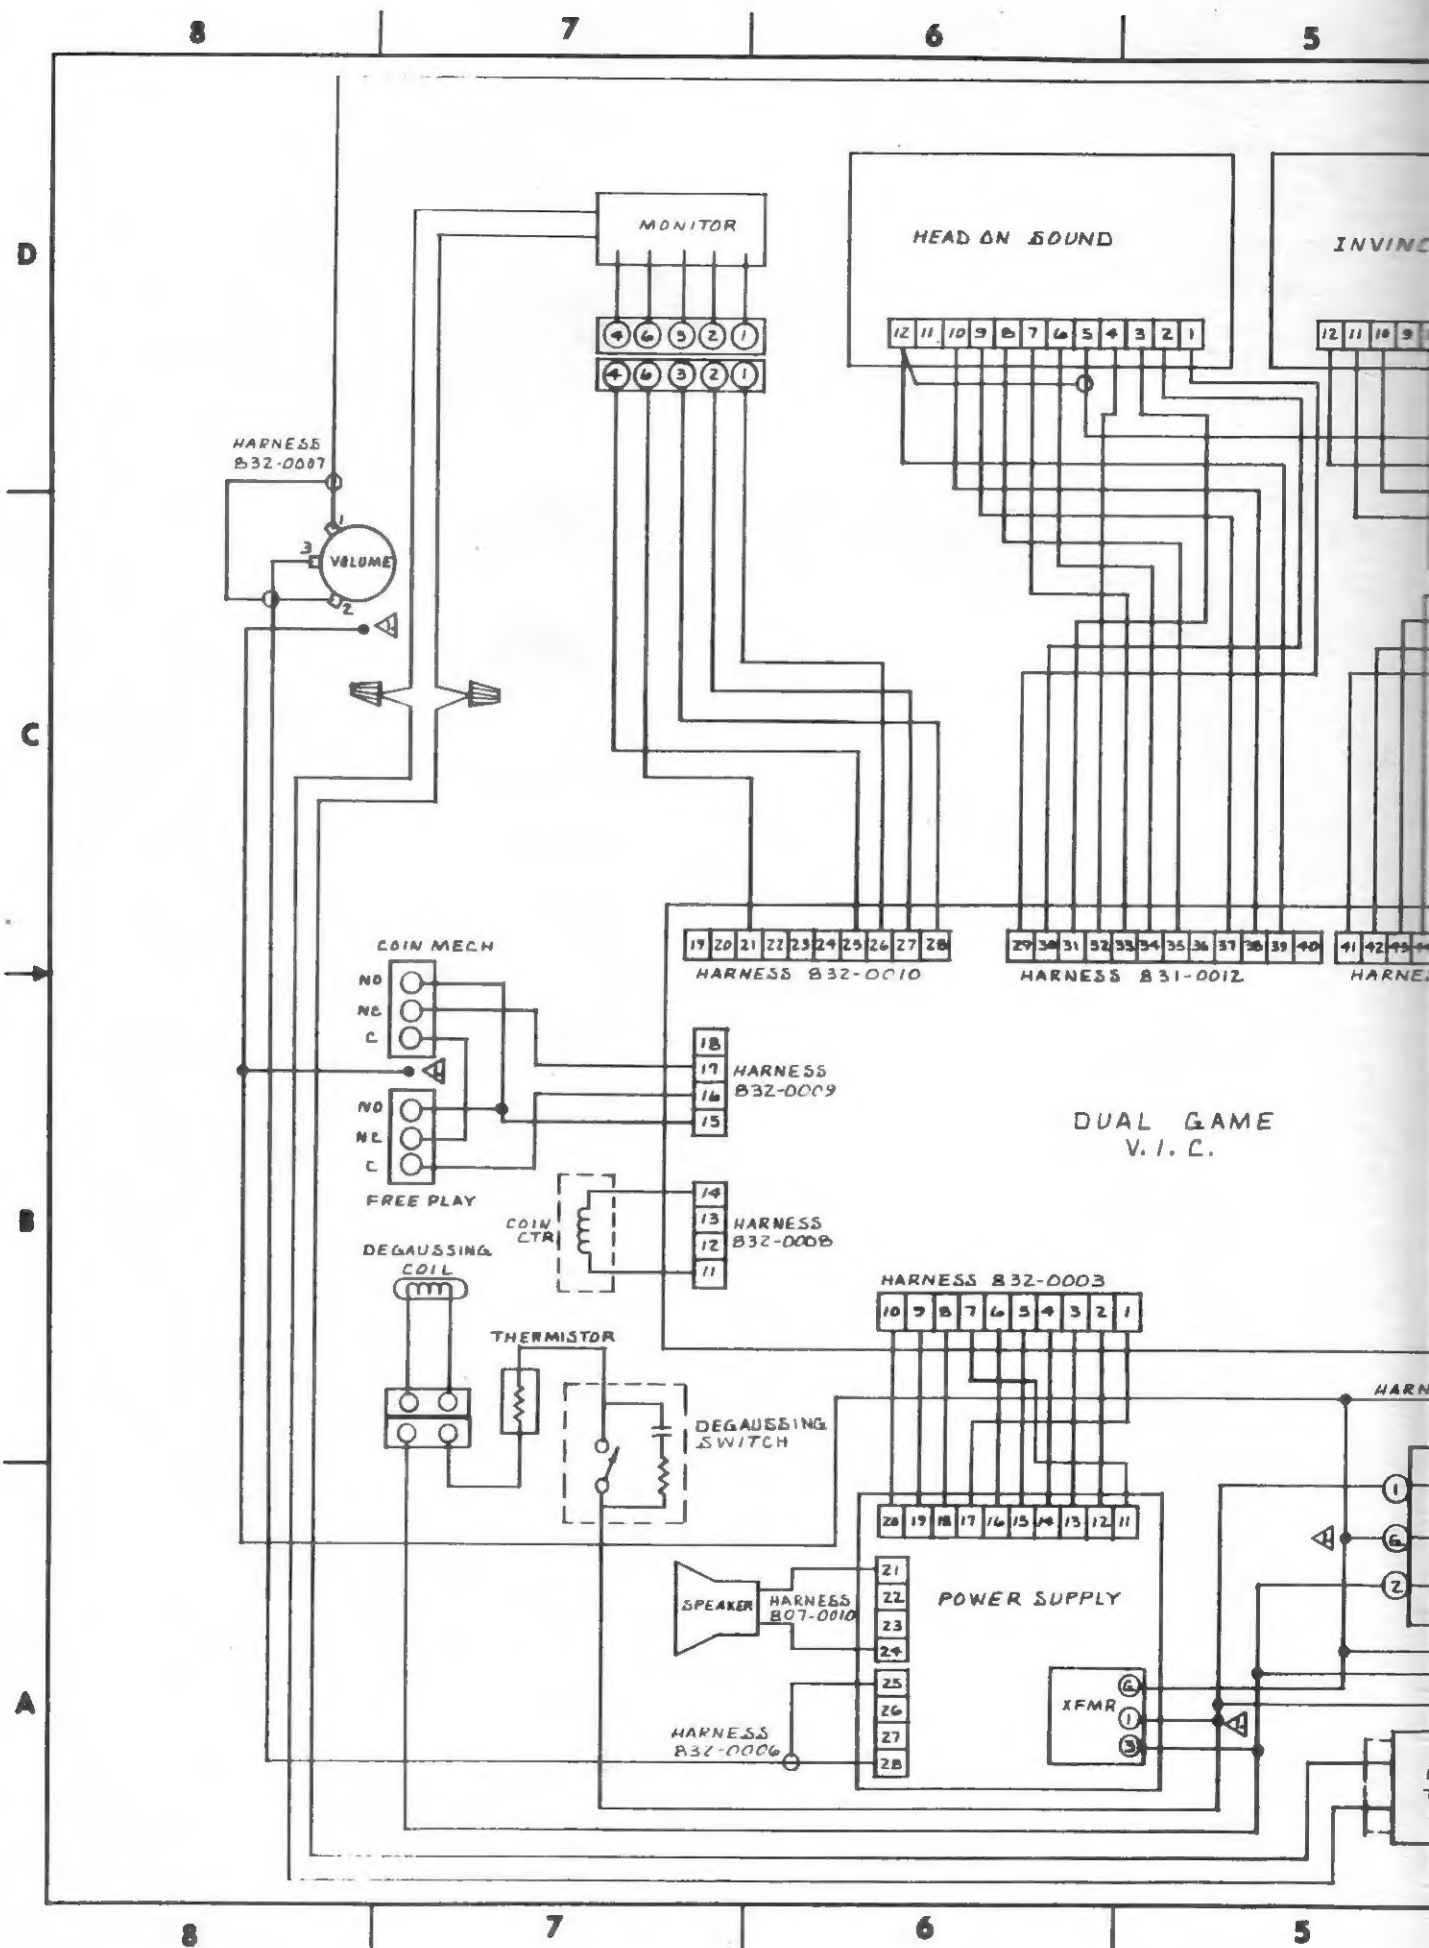 8 7 6 5
D
MONITOR
HEAD ON SOUND
INVINC
4 6 3 2 1
4 6 3 2 1
12 11 10 9 8 7 6 5 4 3 2 1
12 11 10 9
HARNESS
832-0007
1
3
VOLUME
2
C
19 20 21 22 23 24 25 26 27 28
HARNESS 832-0010
29 30 31 32 33 34 35 36 37 38 39 40
HARNESS 831-0012
41 42 43 44
HARNES
COIN MECH
NO
NC
C
NO
NC
C
FREE PLAY
18
17
16
15
HARNESS
832-0009
DUAL GAME
V.I.C.
B
COIN
CTR
14
13
12
11
HARNESS
832-0008
DEGAUSSING
COIL
THERMISTOR
DEGAUSSING
SWITCH
HARNESS 832-0003
10 9 8 7 6 5 4 3 2 1
HARN
20 19 18 17 16 15 14 13 12 11
1
G
2
POWER SUPPLY
SPEAKER
HARNESS
807-0010
21
22
23
24
25
26
27
28
A
XFMR
G
1
3
HARNESS
832-0006
8 7 6 5